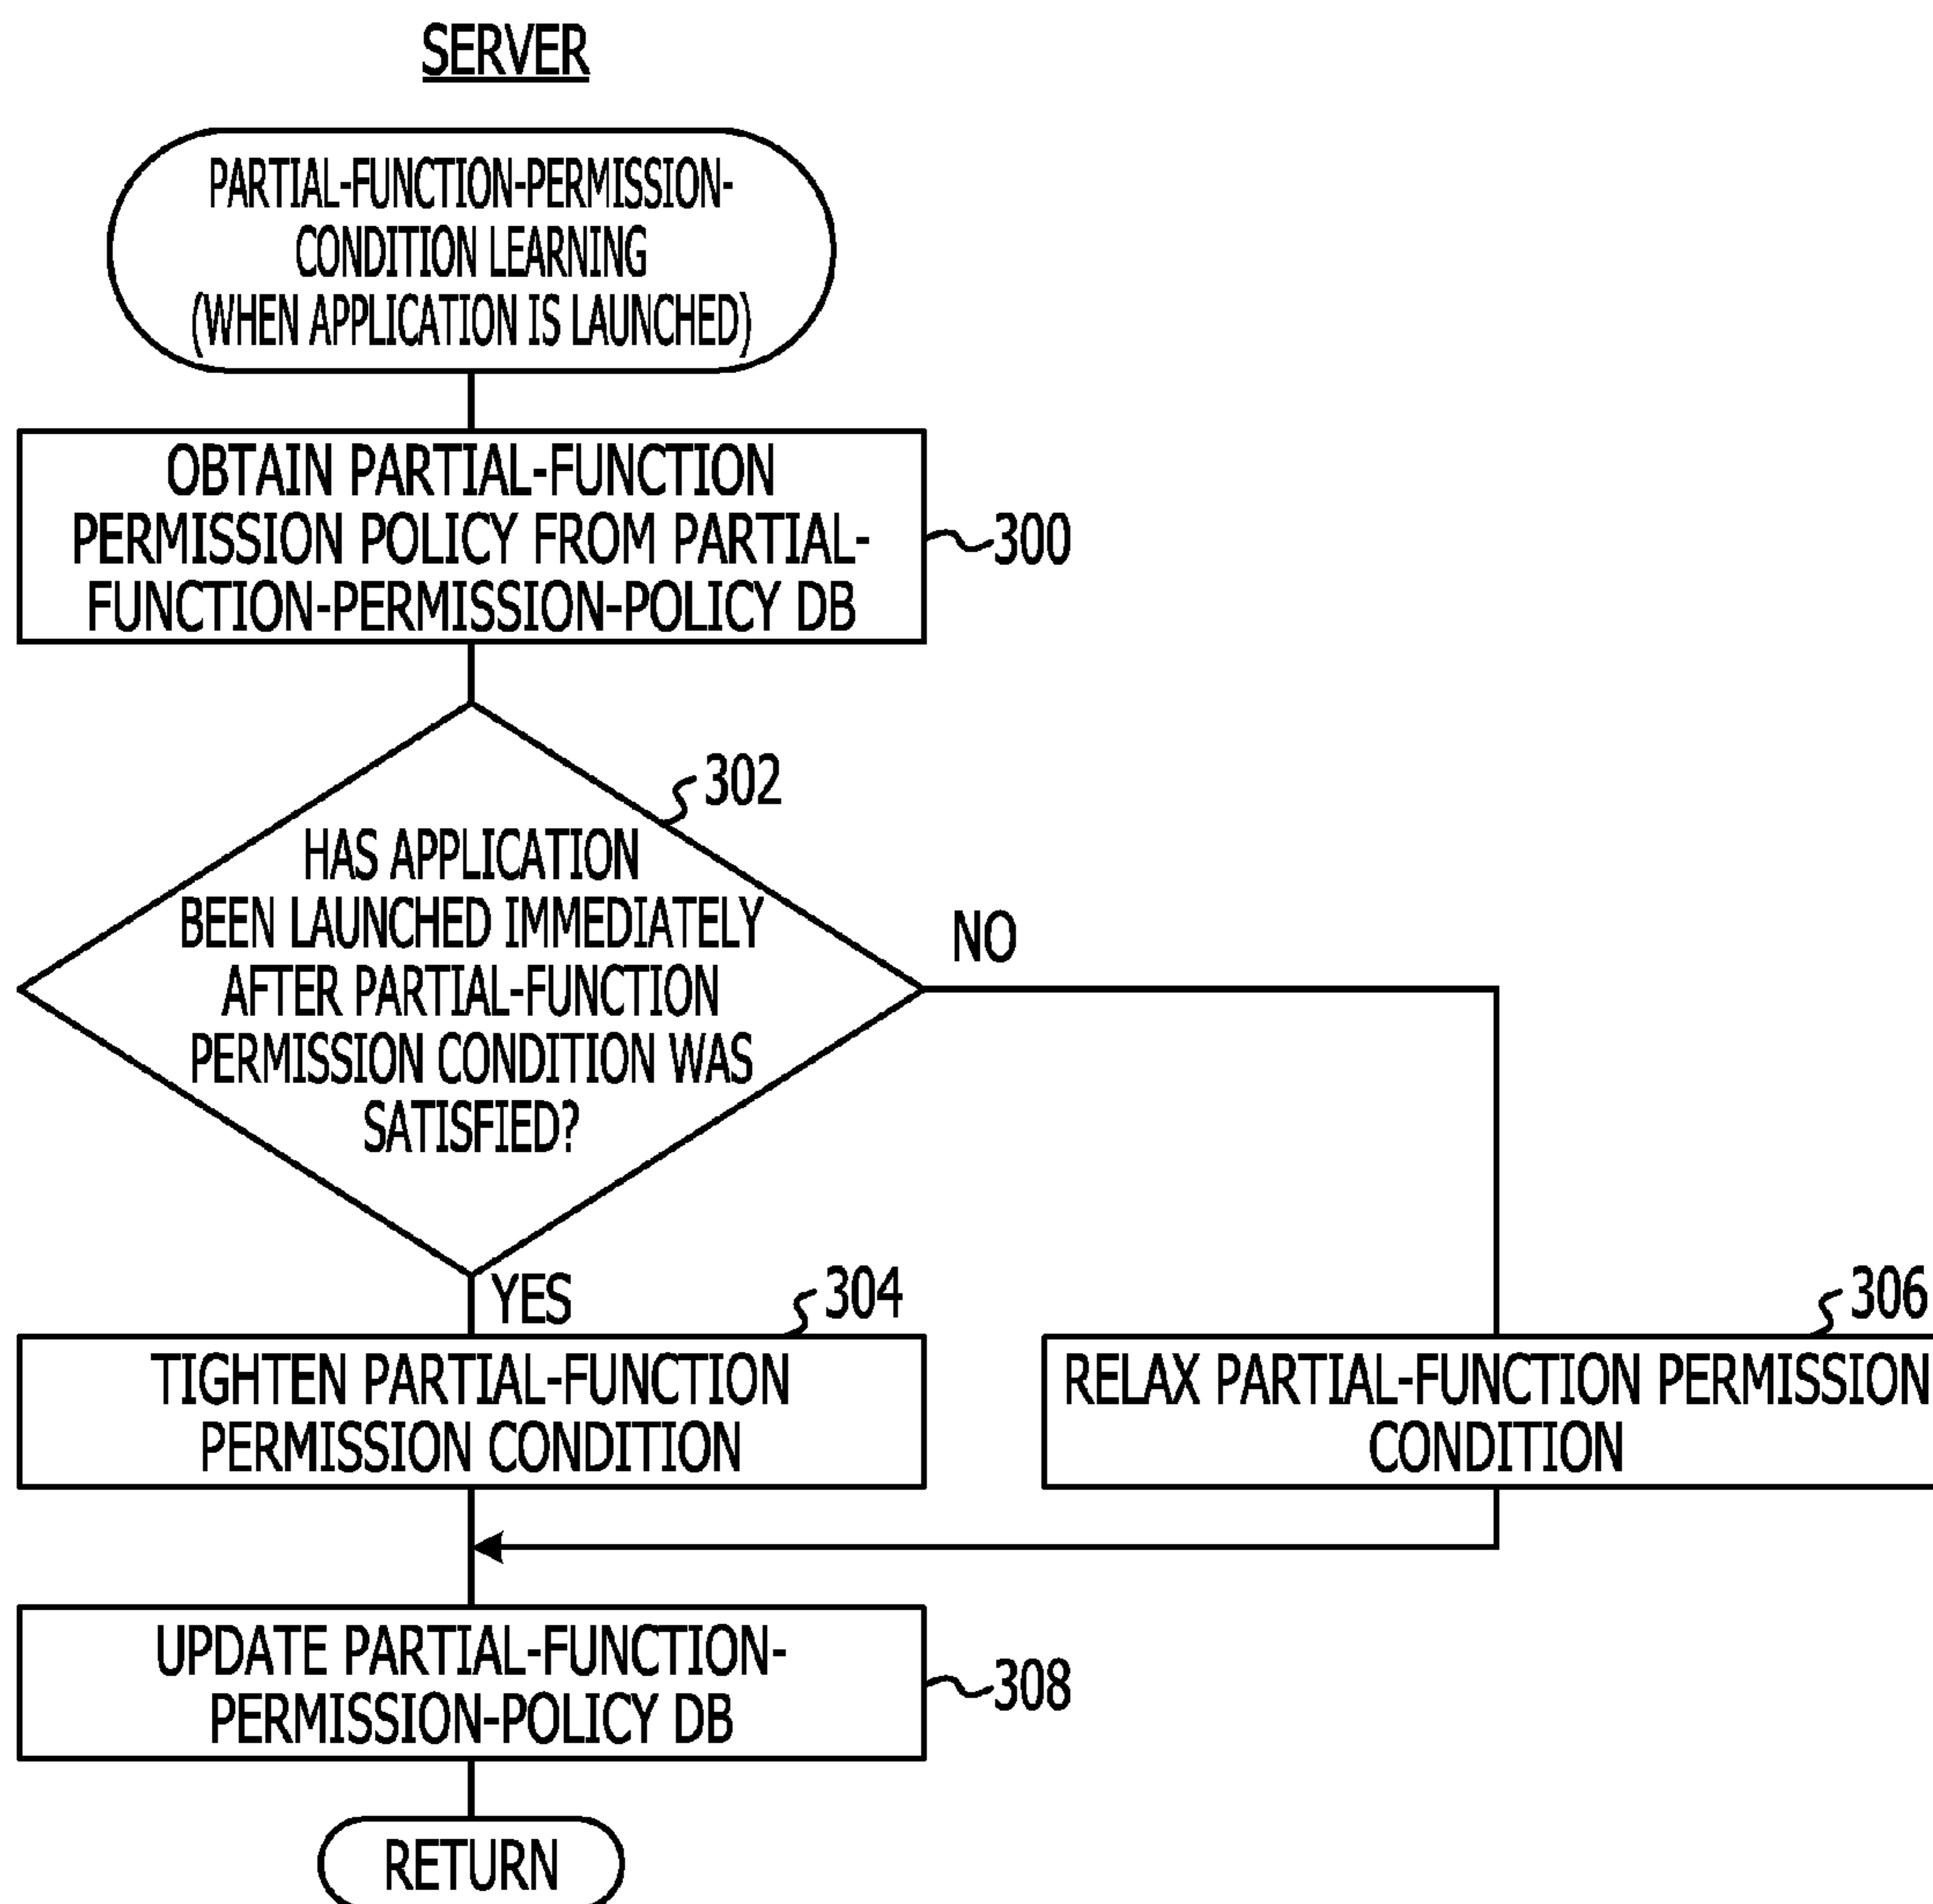 SERVER
PARTIAL-FUNCTION-PERMISSION-
CONDITION LEARNING
(WHEN APPLICATION IS LAUNCHED)
OBTAIN PARTIAL-FUNCTION
PERMISSION POLICY FROM PARTIAL-
FUNCTION-PERMISSION-POLICY DB
300
302
HAS APPLICATION
BEEN LAUNCHED IMMEDIATELY
AFTER PARTIAL-FUNCTION
PERMISSION CONDITION WAS
SATISFIED?
NO
YES
304
TIGHTEN PARTIAL-FUNCTION
PERMISSION CONDITION
306
RELAX PARTIAL-FUNCTION PERMISSION
CONDITION
UPDATE PARTIAL-FUNCTION-
PERMISSION-POLICY DB
308
RETURN